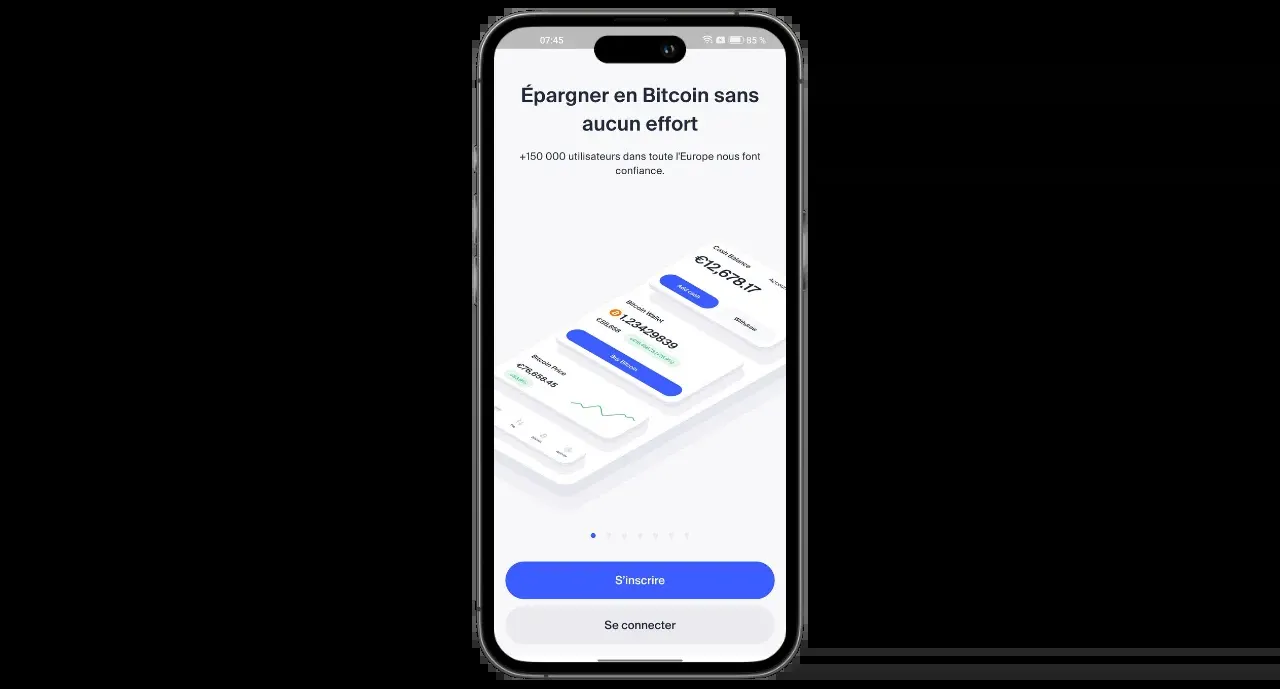 07:45
85 %
Épargner en Bitcoin sans
aucun effort
+150 000 utilisateurs dans toute l'Europe nous font
confiance.
Cash Balance
€12,678.17
Add cash
Withdraw
Bitcoin Wallet
1.23429839
Buy Bitcoin
Bitcoin Price
€76,658.45
S'inscrire
Se connecter